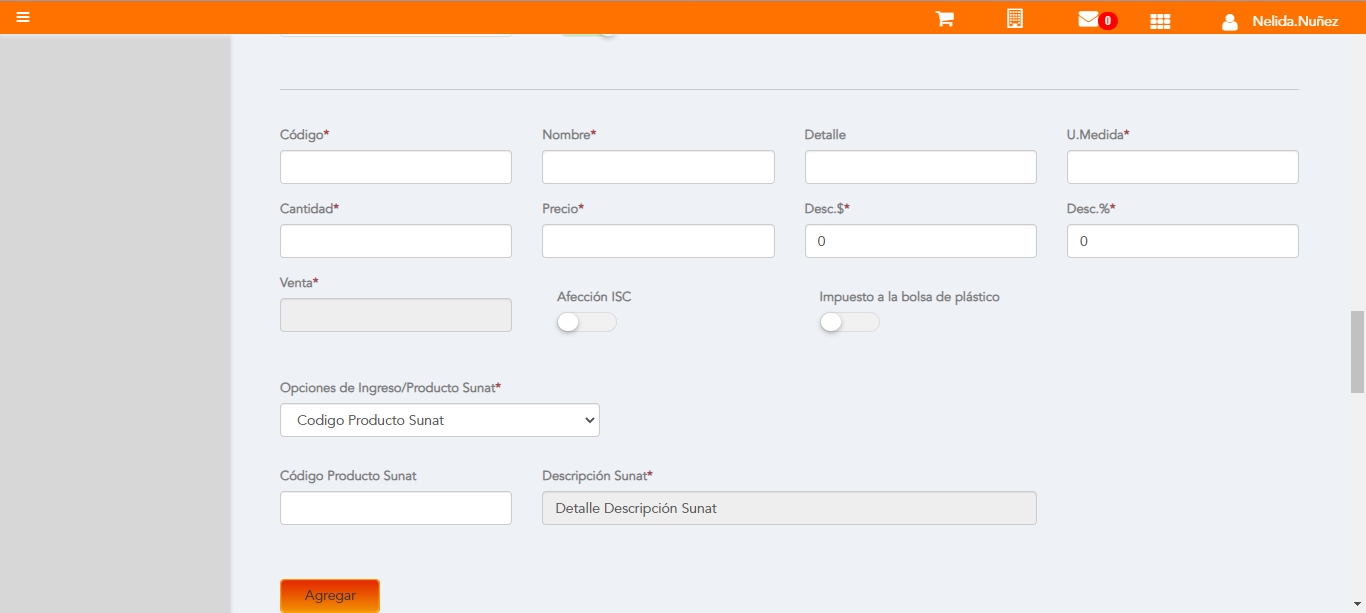 0
Nelida.Nuñez
Código* Nombre* Detalle U.Medida*
Cantidad* Precio* Desc.$* Desc.%*
0 0
Venta*
Afección ISC Impuesto a la bolsa de plástico
Opciones de Ingreso/Producto Sunat*
Codigo Producto Sunat
Código Producto Sunat Descripción Sunat*
Detalle Descripción Sunat
Agregar